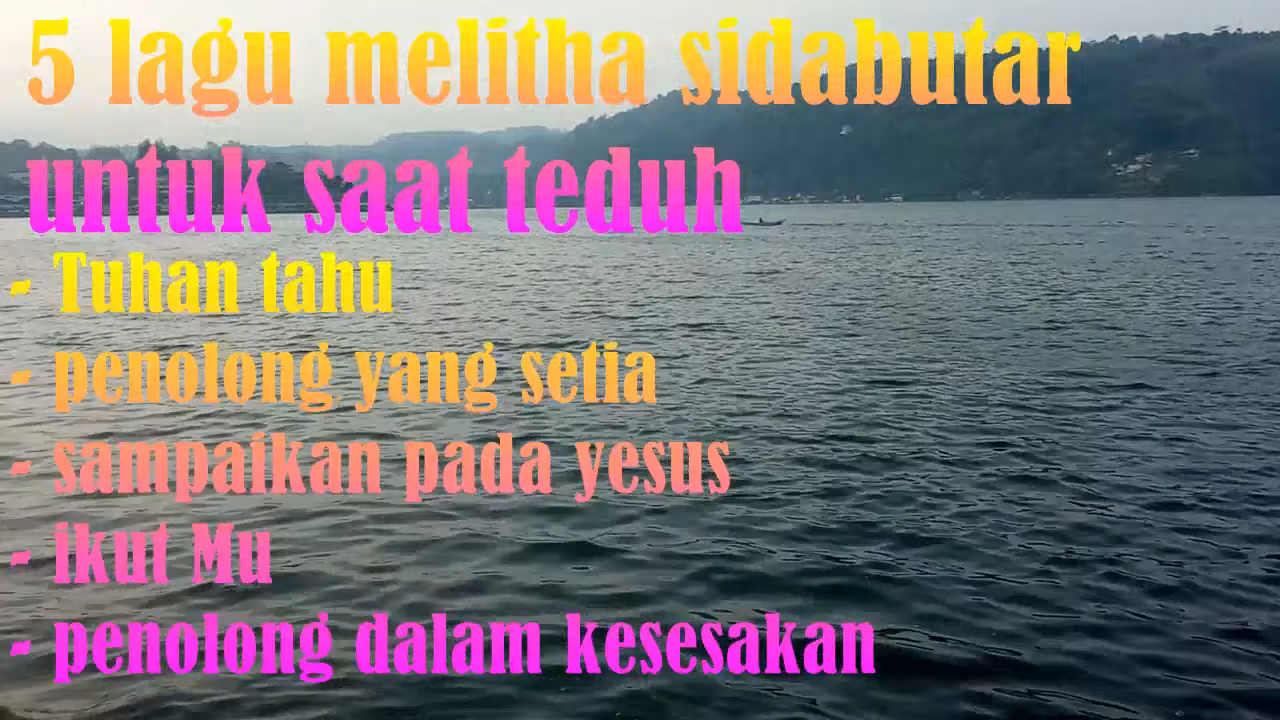 5 lagu melitha sidabutar
untuk saat teduh
- Tuhan tahu
- penolong yang setia
- sampaikan pada yesus
- ikut Mu
- penolong dalam kesesakan